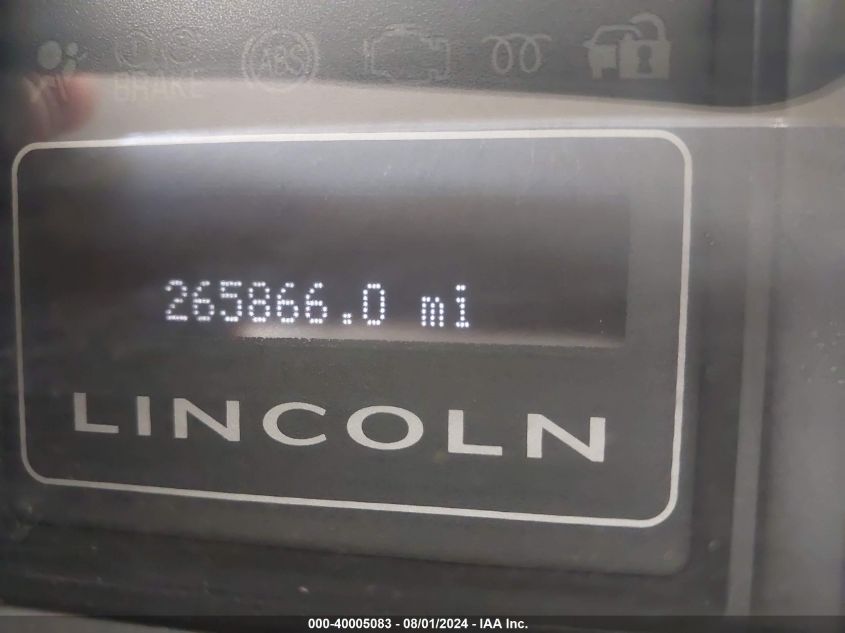 BRAKE ABS
265866.0 mi
LINCOLN
000-40005083 - 08/01/2024 - IAA Inc.